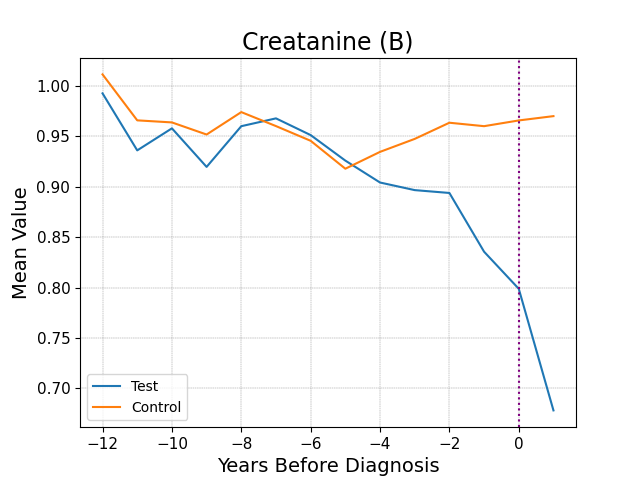 Creatanine (B)
Mean Value
1.00
0.95
0.90
0.85
0.80
0.75
0.70
Test
Control
−12
−10
−8
−6
−4
−2
0
Years Before Diagnosis